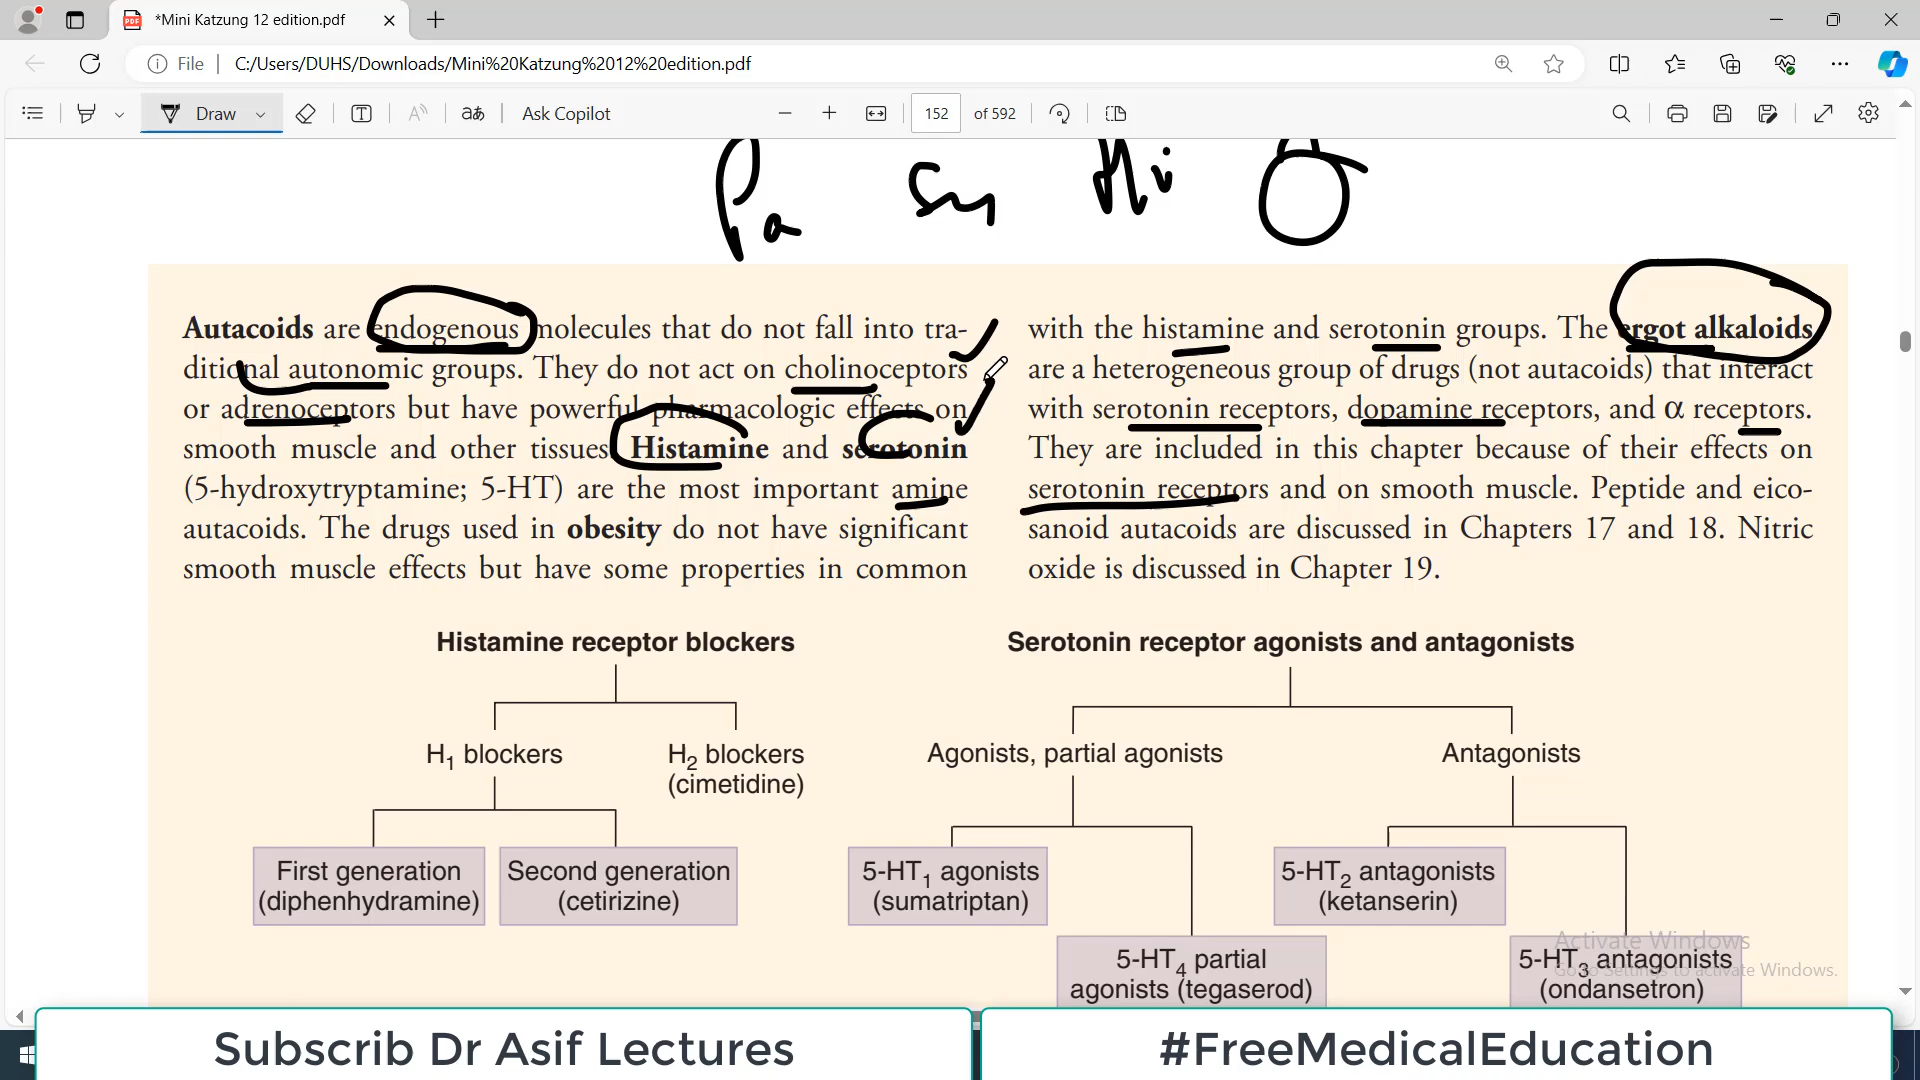 *Mini Katzung 12 edition.pdf
File
C:/Users/DUHS/Downloads/Mini%20Katzung%2012%20edition.pdf
Draw
Ask Copilot
152 of 592
Autacoids are endogenous molecules that do not fall into tra-
ditional autonomic groups. They do not act on cholinoceptors
or adrenoceptors but have powerful pharmacologic effects on
smooth muscle and other tissues. Histamine and serotonin
(5-hydroxytryptamine; 5-HT) are the most important amine
autacoids. The drugs used in obesity do not have significant
smooth muscle effects but have some properties in common
with the histamine and serotonin groups. The ergot alkaloids
are a heterogeneous group of drugs (not autacoids) that interact
with serotonin receptors, dopamine receptors, and α receptors.
They are included in this chapter because of their effects on
serotonin receptors and on smooth muscle. Peptide and eico-
sanoid autacoids are discussed in Chapters 17 and 18. Nitric
oxide is discussed in Chapter 19.
Histamine receptor blockers
H1 blockers
H2 blockers
(cimetidine)
First generation
(diphenhydramine)
Second generation
(cetirizine)
Serotonin receptor agonists and antagonists
Agonists, partial agonists
Antagonists
5-HT1 agonists
(sumatriptan)
5-HT4 partial
agonists (tegaserod)
5-HT2 antagonists
(ketanserin)
5-HT3 antagonists
(ondansetron)
Activate Windows
Go to Settings to activate Windows.
Subscrib Dr Asif Lectures
#FreeMedicalEducation